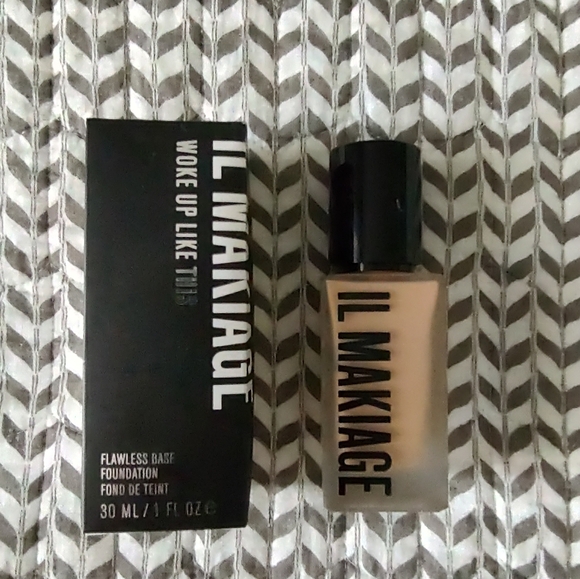 IL MAKIAGE
WOKE UP LIKE THIS
FLAWLESS BASE
FOUNDATION
FOND DE TEINT
30 ML / 1 FL OZ ℮
IL MAKIAGE